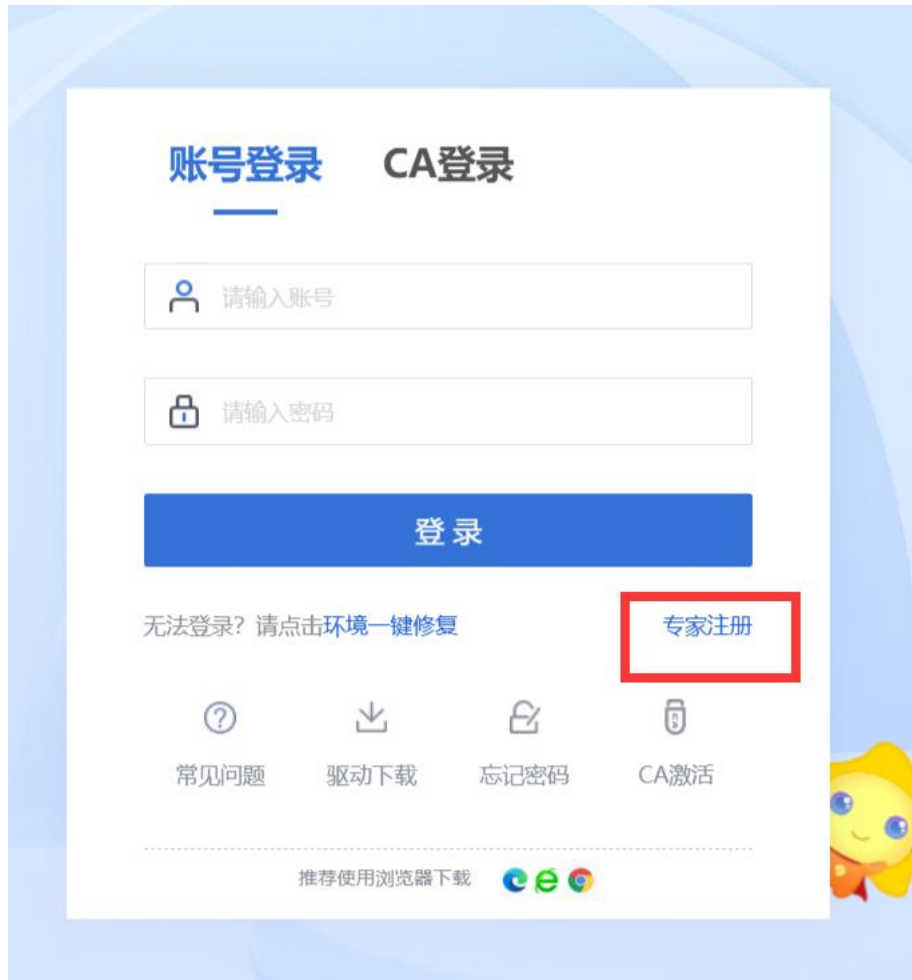 账号登录 CA登录
请输入账号
请输入密码
登录
无法登录？请点击环境一键修复 专家注册
常见问题 驱动下载 忘记密码 CA激活
推荐使用浏览器下载